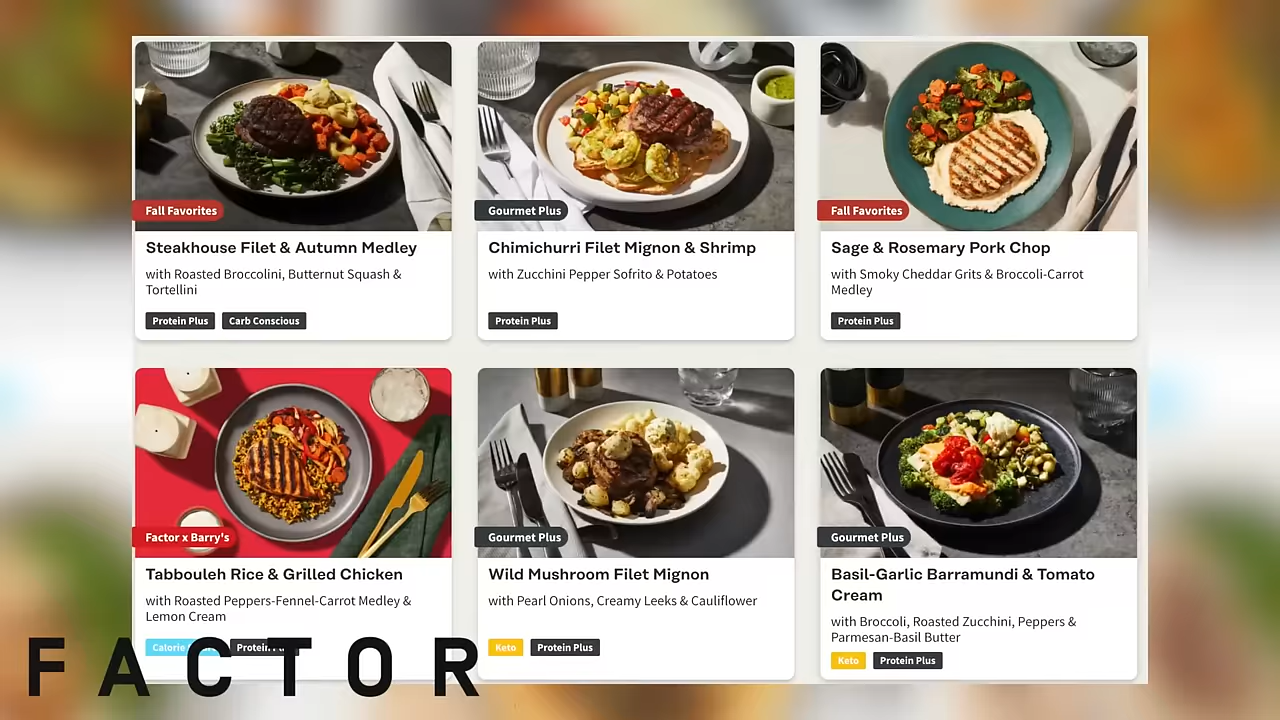 Fall Favorites
Steakhouse Filet & Autumn Medley
with Roasted Broccolini, Butternut Squash &
Tortellini
Protein Plus
Carb Conscious
Gourmet Plus
Chimichurri Filet Mignon & Shrimp
with Zucchini Pepper Sofrito & Potatoes
Protein Plus
Fall Favorites
Sage & Rosemary Pork Chop
with Smoky Cheddar Grits & Broccoli-Carrot
Medley
Protein Plus
Factor x Barry's
Tabbouleh Rice & Grilled Chicken
with Roasted Peppers-Fennel-Carrot Medley &
Lemon Cream
Calorie
Gourmet Plus
Wild Mushroom Filet Mignon
with Pearl Onions, Creamy Leeks & Cauliflower
Keto
Protein Plus
Gourmet Plus
Basil-Garlic Barramundi & Tomato
Cream
with Broccoli, Roasted Zucchini, Peppers &
Parmesan-Basil Butter
Keto
Protein Plus
FACTOR